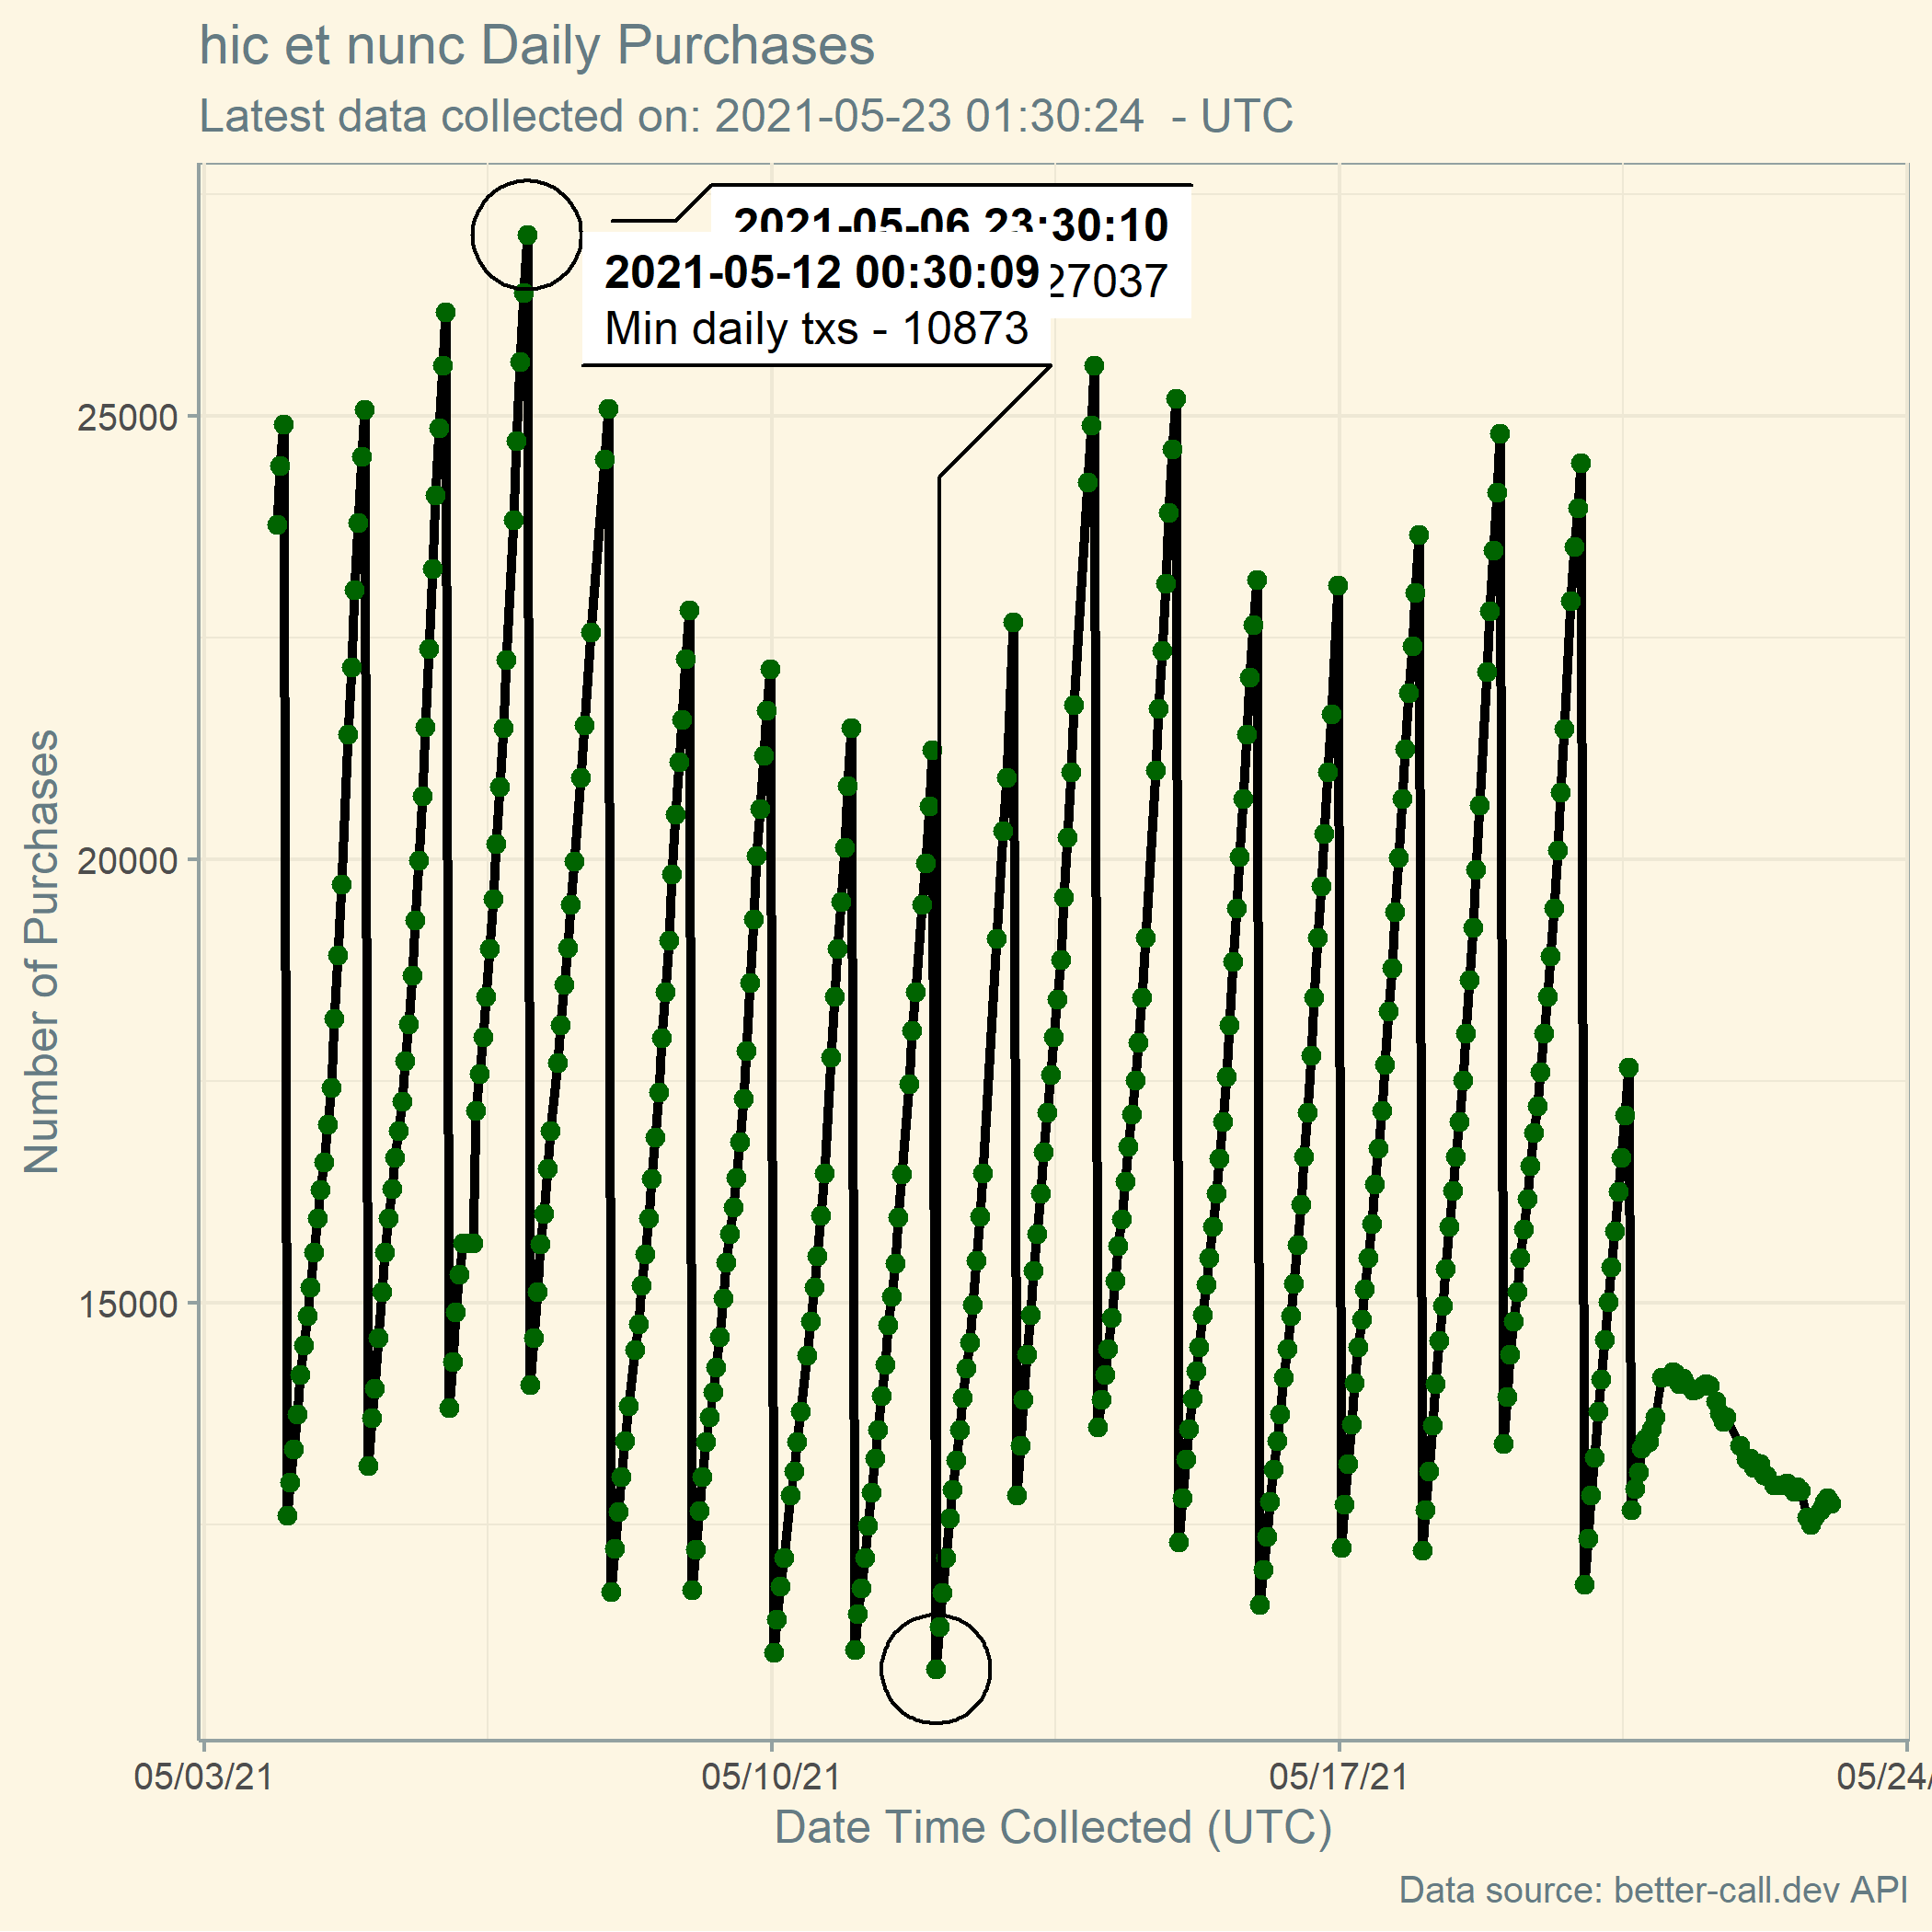 hic et nunc Daily Purchases
Latest data collected on: 2021-05-23 01:30:24 - UTC
2021-05-06 23:30:10
27037
2021-05-12 00:30:09
Min daily txs - 10873
Number of Purchases
25000
20000
15000
05/03/21
05/10/21
05/17/21
05/24/
Date Time Collected (UTC)
Data source: better-call.dev API